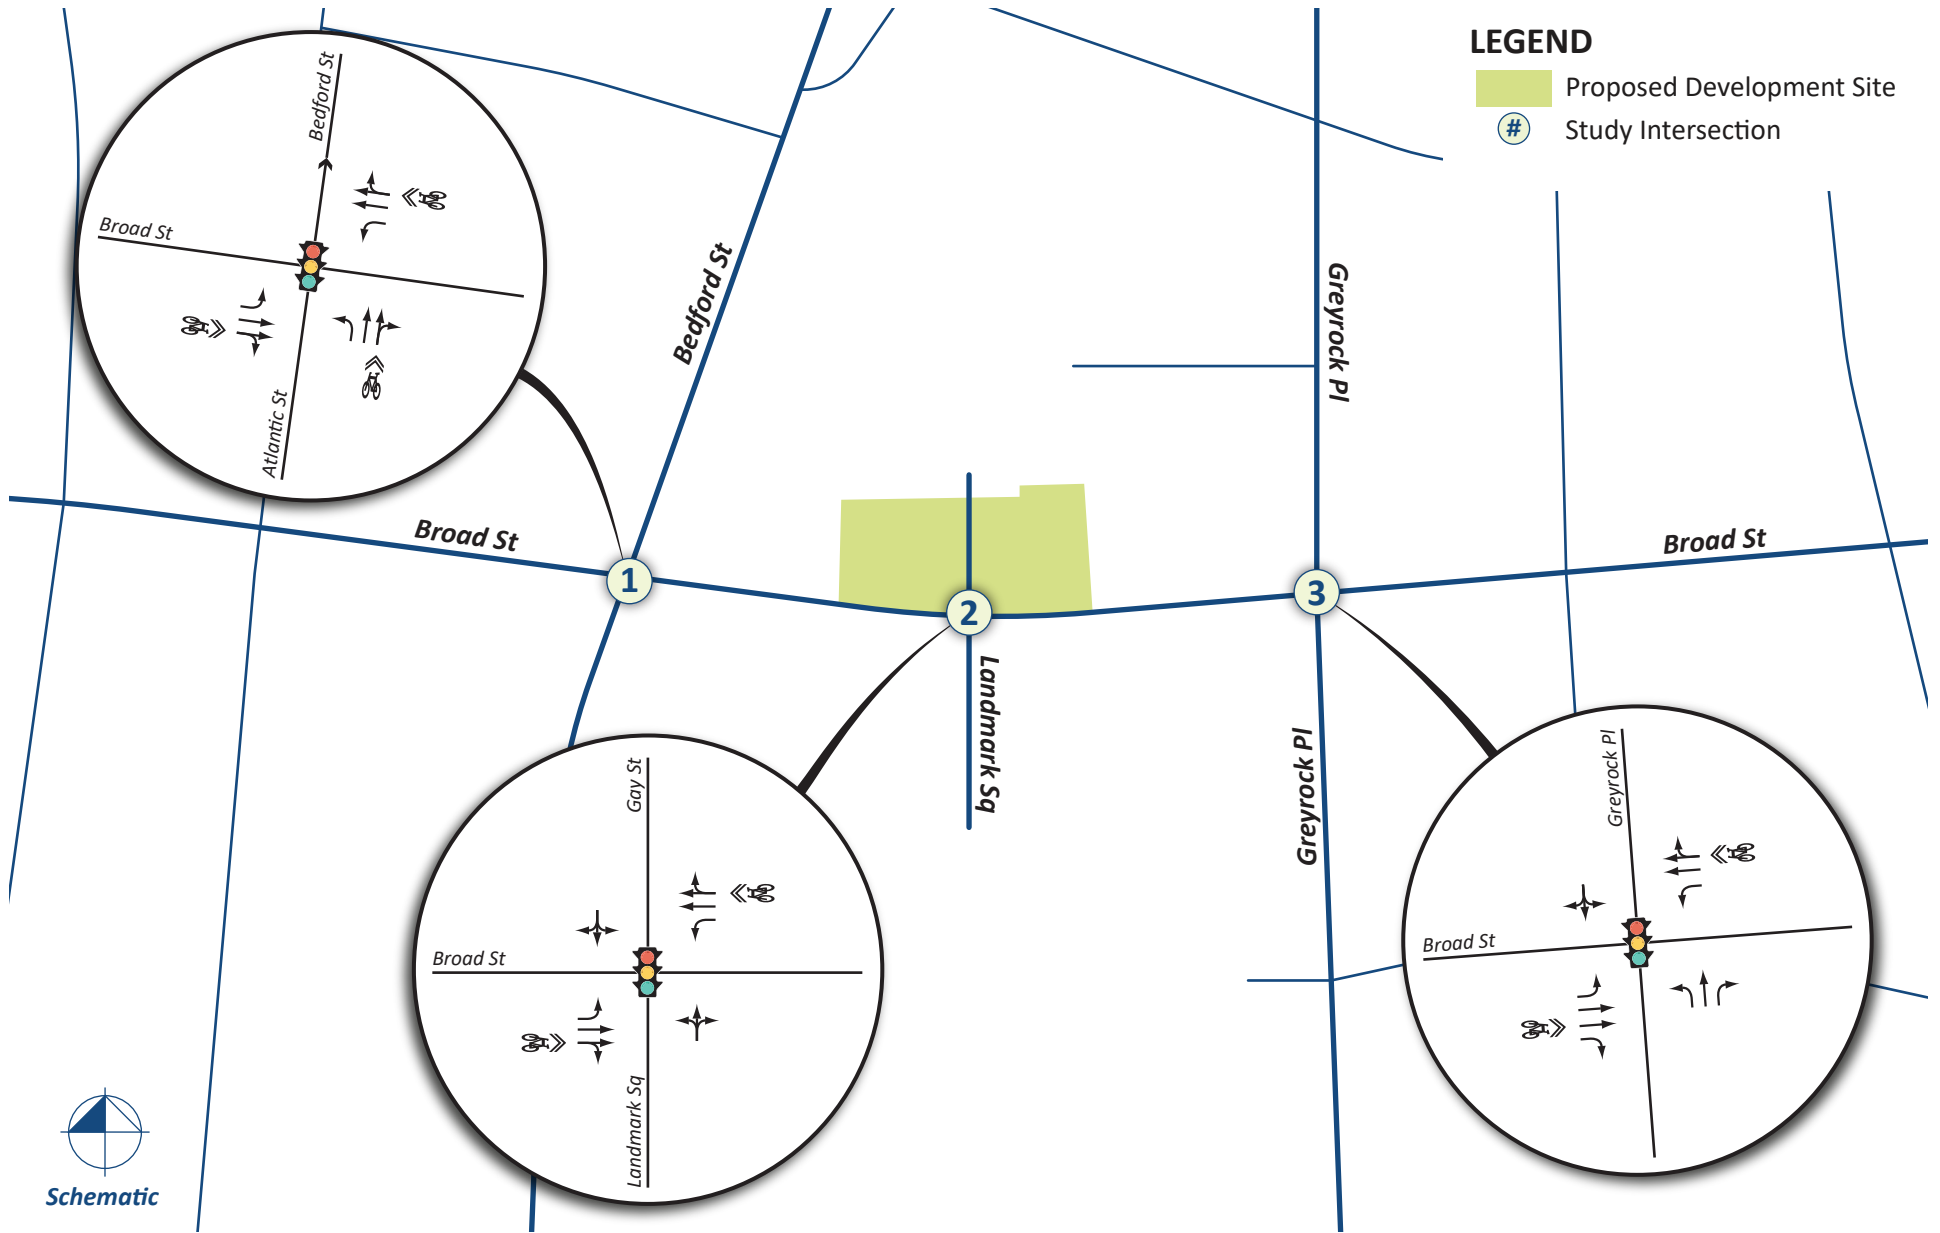 LEGEND
Proposed Development Site
# Study Intersection
Bedford St
Broad St
Atlantic St
Bedford St
Greyrock Pl
Broad St
Broad St
1
2
3
Landmark Sq
Greyrock Pl
Gay St
Broad St
Landmark Sq
Greyrock Pl
Broad St
Schematic